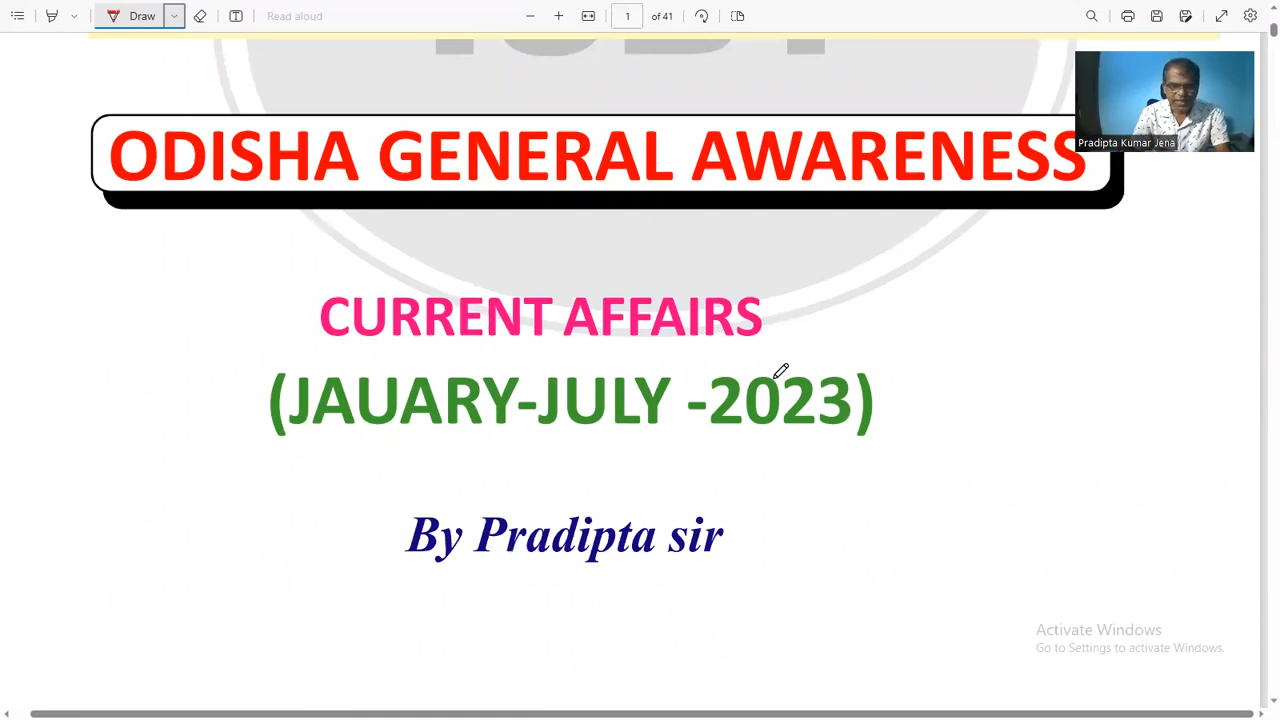 Draw
Read aloud
1
of 41
Pradipta Kumar Jena
ODISHA GENERAL AWARENESS
CURRENT AFFAIRS
(JAUARY-JULY -2023)
By Pradipta sir
Activate Windows
Go to Settings to activate Windows.